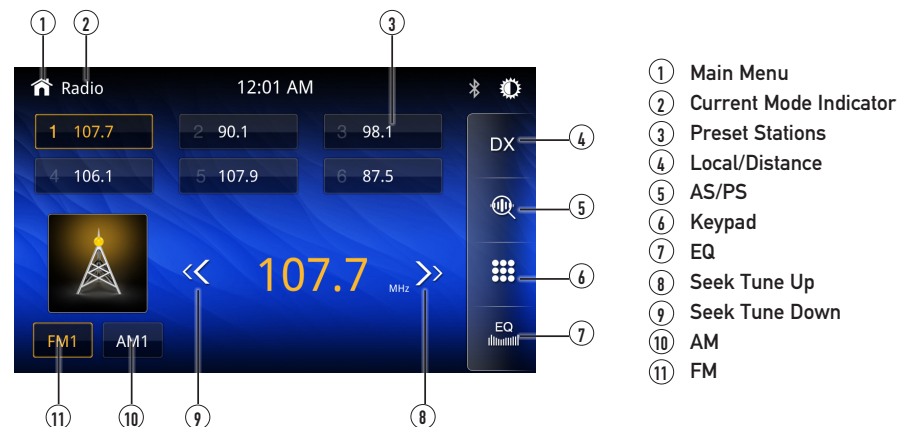 1 2 3
Radio 12:01 AM
1 107.7 2 90.1 3 98.1
4 106.1 5 107.9 6 87.5
DX 4
5
107.7 MHz
6
EQ 7
FM1 AM1
11 10 9 8
1 Main Menu
2 Current Mode Indicator
3 Preset Stations
4 Local/Distance
5 AS/PS
6 Keypad
7 EQ
8 Seek Tune Up
9 Seek Tune Down
10 AM
11 FM